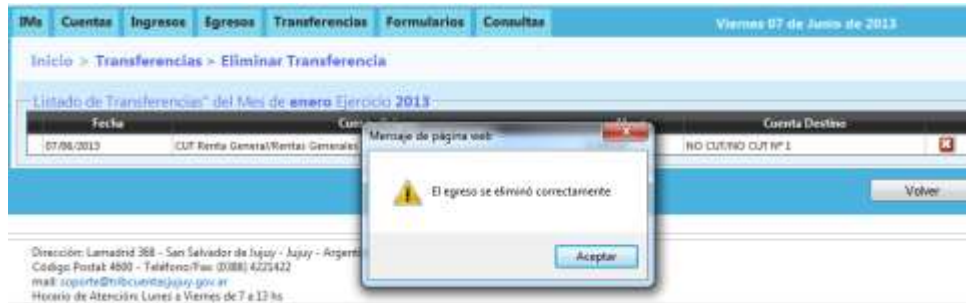 IMs Cuentas Ingresos Egresos Transferencias Formularios Consultas Viernes 07 de Junio de 2013
Inicio > Transferencias > Eliminar Transferencia
Listado de Transferencias" del Mes de enero Ejercicio 2013
Fecha Cuenta Destino
07/06/2013 CUT Renta General/Rentas Generales NO CUT/NO CUT Nº 1
Mensaje de página web
El egreso se eliminó correctamente
Aceptar
Volver
Dirección: Lamadrid 368 - San Salvador de Jujuy - Jujuy -
Código Postal: 4600 - Teléfono/Fax: (0388) 4221422
mail: soporte@tribcuentasjujuy.gov.ar
Horario de Atención: Lunes a Viernes de 7 a 13 hs